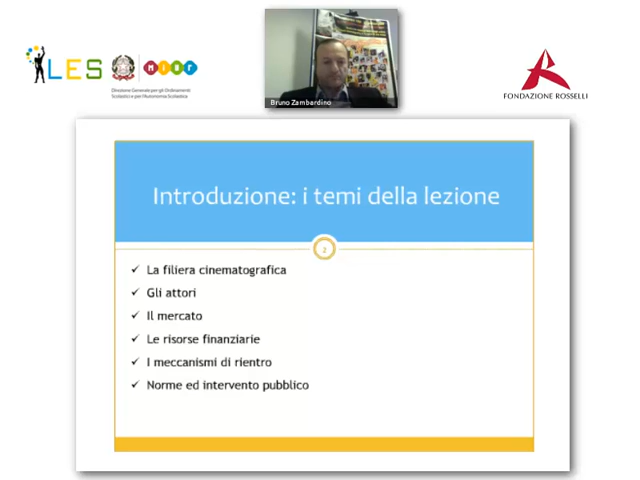 LES
miur
Direzione Generale per gli Ordinamenti
Scolastici e per l'Autonomia Scolastica
Bruno Zambardino
FONDAZIONE ROSSELLI
Introduzione: i temi della lezione
2
✓ La filiera cinematografica
✓ Gli attori
✓ Il mercato
✓ Le risorse finanziarie
✓ I meccanismi di rientro
✓ Norme ed intervento pubblico